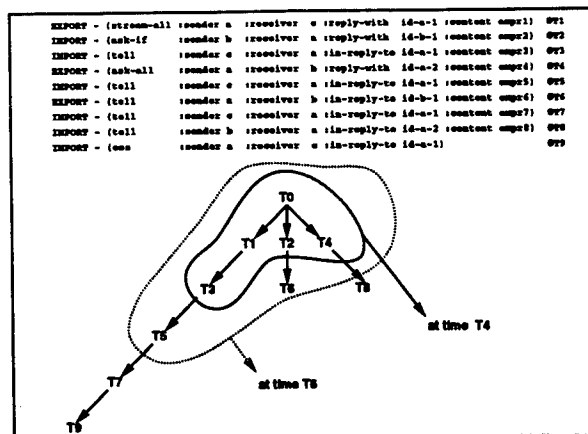 EXPORT - (stream-all :sender a :receiver c :reply-with id-a-1 :content expr1) @T1
IMPORT - (ask-if :sender b :receiver a :reply-with id-b-1 :content expr2) @T2
IMPORT - (tell :sender c :receiver a :in-reply-to id-a-1 :content expr3) @T3
EXPORT - (ask-all :sender a :receiver b :reply-with id-a-2 :content expr4) @T4
IMPORT - (tell :sender c :receiver a :in-reply-to id-a-1 :content expr5) @T5
EXPORT - (tell :sender a :receiver b :in-reply-to id-b-1 :content expr6) @T6
IMPORT - (tell :sender c :receiver a :in-reply-to id-a-1 :content expr7) @T7
IMPORT - (tell :sender b :receiver a :in-reply-to id-a-2 :content expr8) @T8
IMPORT - (eos :sender a :receiver c :in-reply-to id-a-1) @T9
T0
T1 T2 T4
T3 T6 T8
at time T4
T5
T7
at time T6
T9